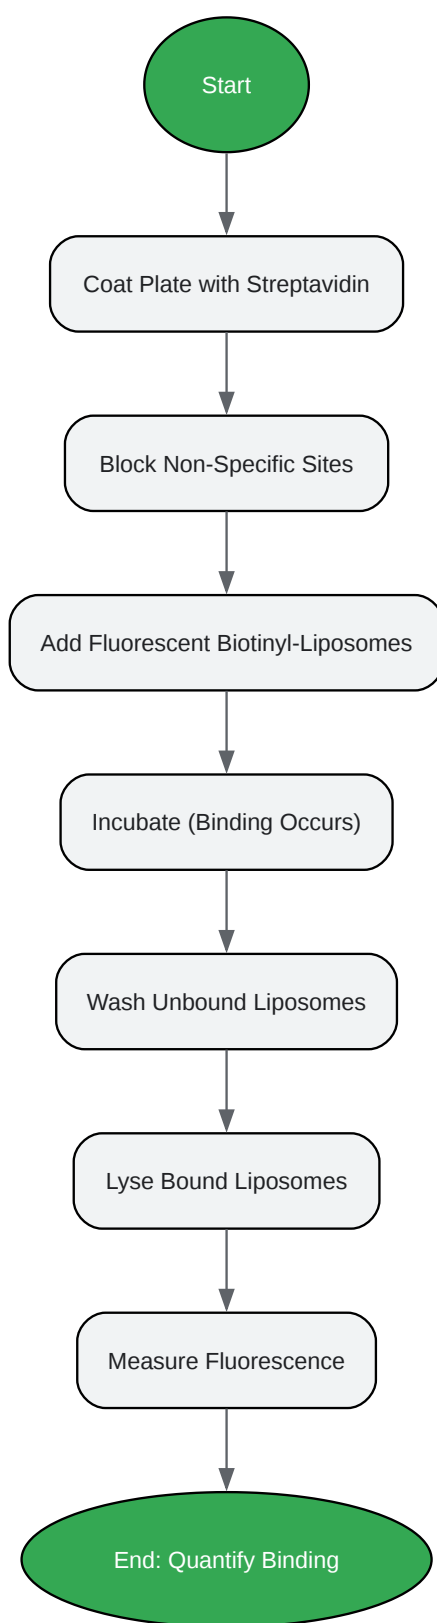 Start
Coat Plate with Streptavidin
Block Non-Specific Sites
Add Fluorescent Biotinyl-Liposomes
Incubate (Binding Occurs)
Wash Unbound Liposomes
Lyse Bound Liposomes
Measure Fluorescence
End: Quantify Binding